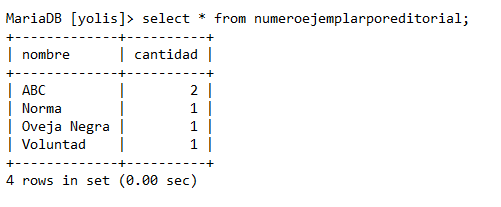 MariaDB [yolis]> select * from numeroejemplarporeditorial;
+-------------+----------+
| nombre      | cantidad |
+-------------+----------+
| ABC         |        2 |
| Norma       |        1 |
| Oveja Negra |        1 |
| Voluntad    |        1 |
+-------------+----------+
4 rows in set (0.00 sec)